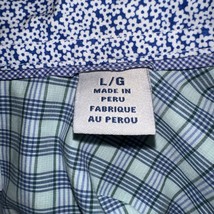 L/G
MADE IN
PERU
FABRIQUE
AU PEROU